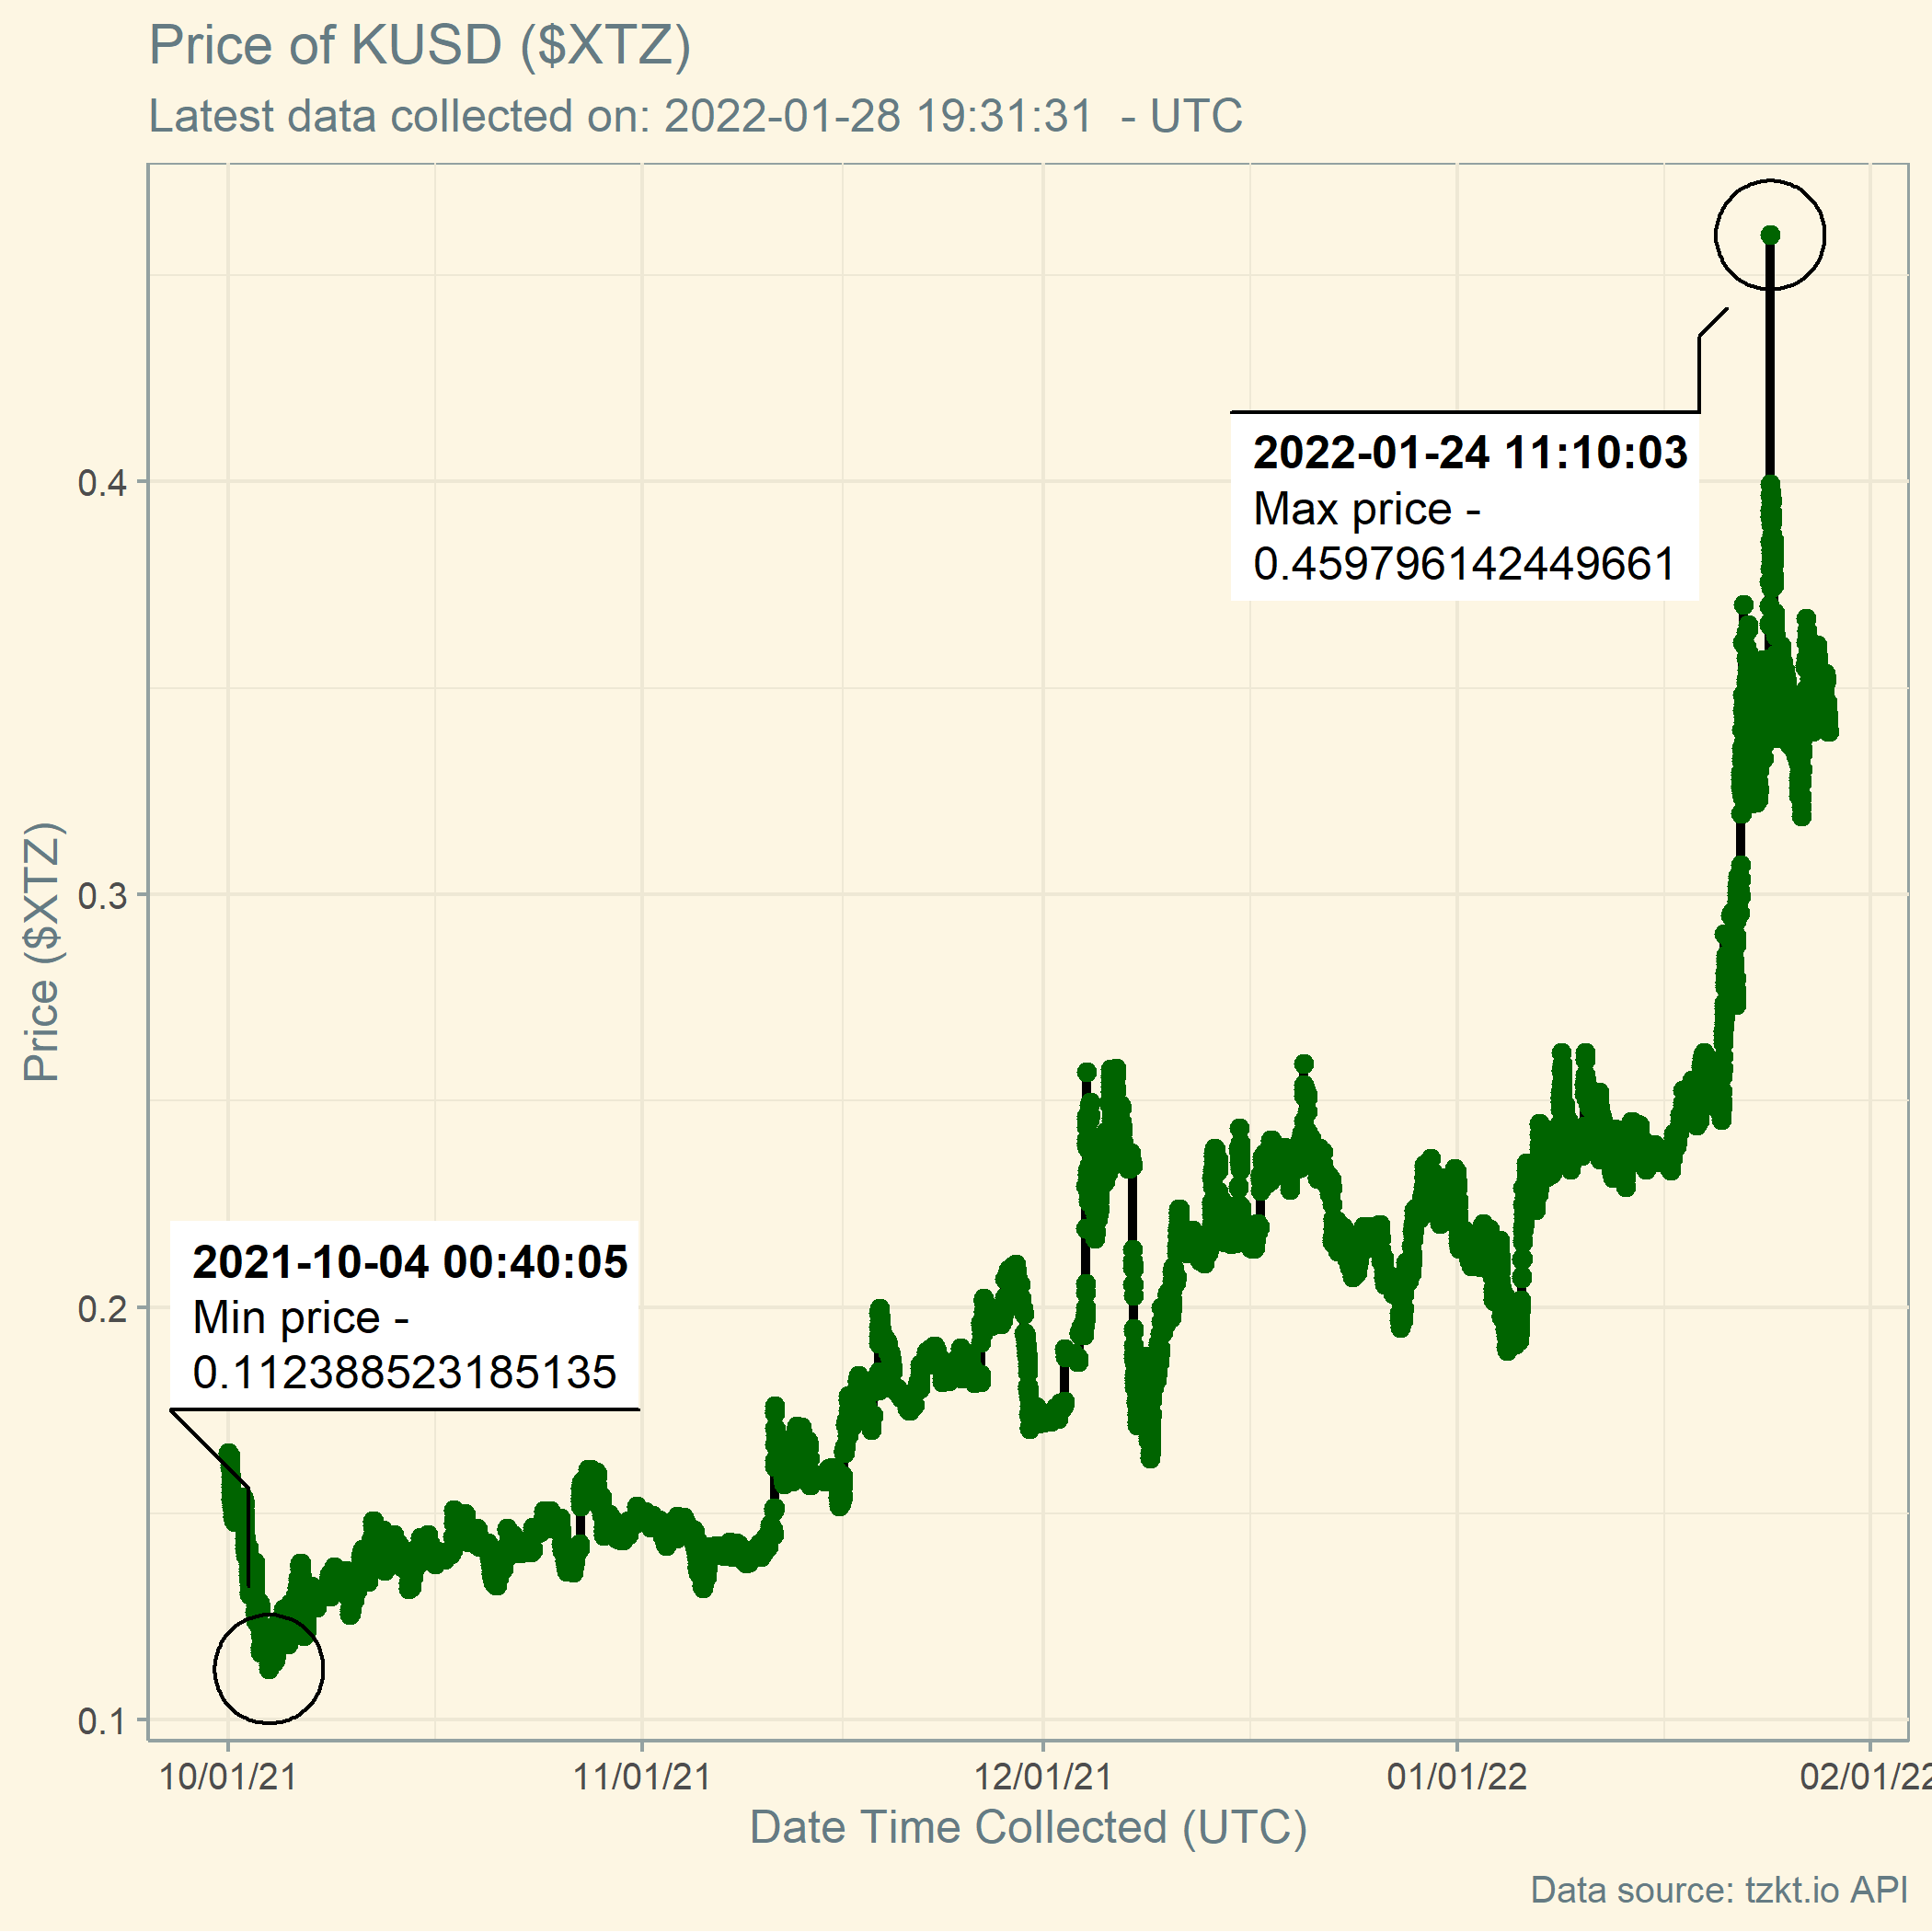 Price of KUSD ($XTZ)
Latest data collected on: 2022-01-28 19:31:31  - UTC
Price ($XTZ)
0.4
0.3
0.2
0.1
2022-01-24 11:10:03
Max price -
0.459796142449661
2021-10-04 00:40:05
Min price -
0.112388523185135
10/01/21
11/01/21
12/01/21
01/01/22
02/01/22
Date Time Collected (UTC)
Data source: tzkt.io API